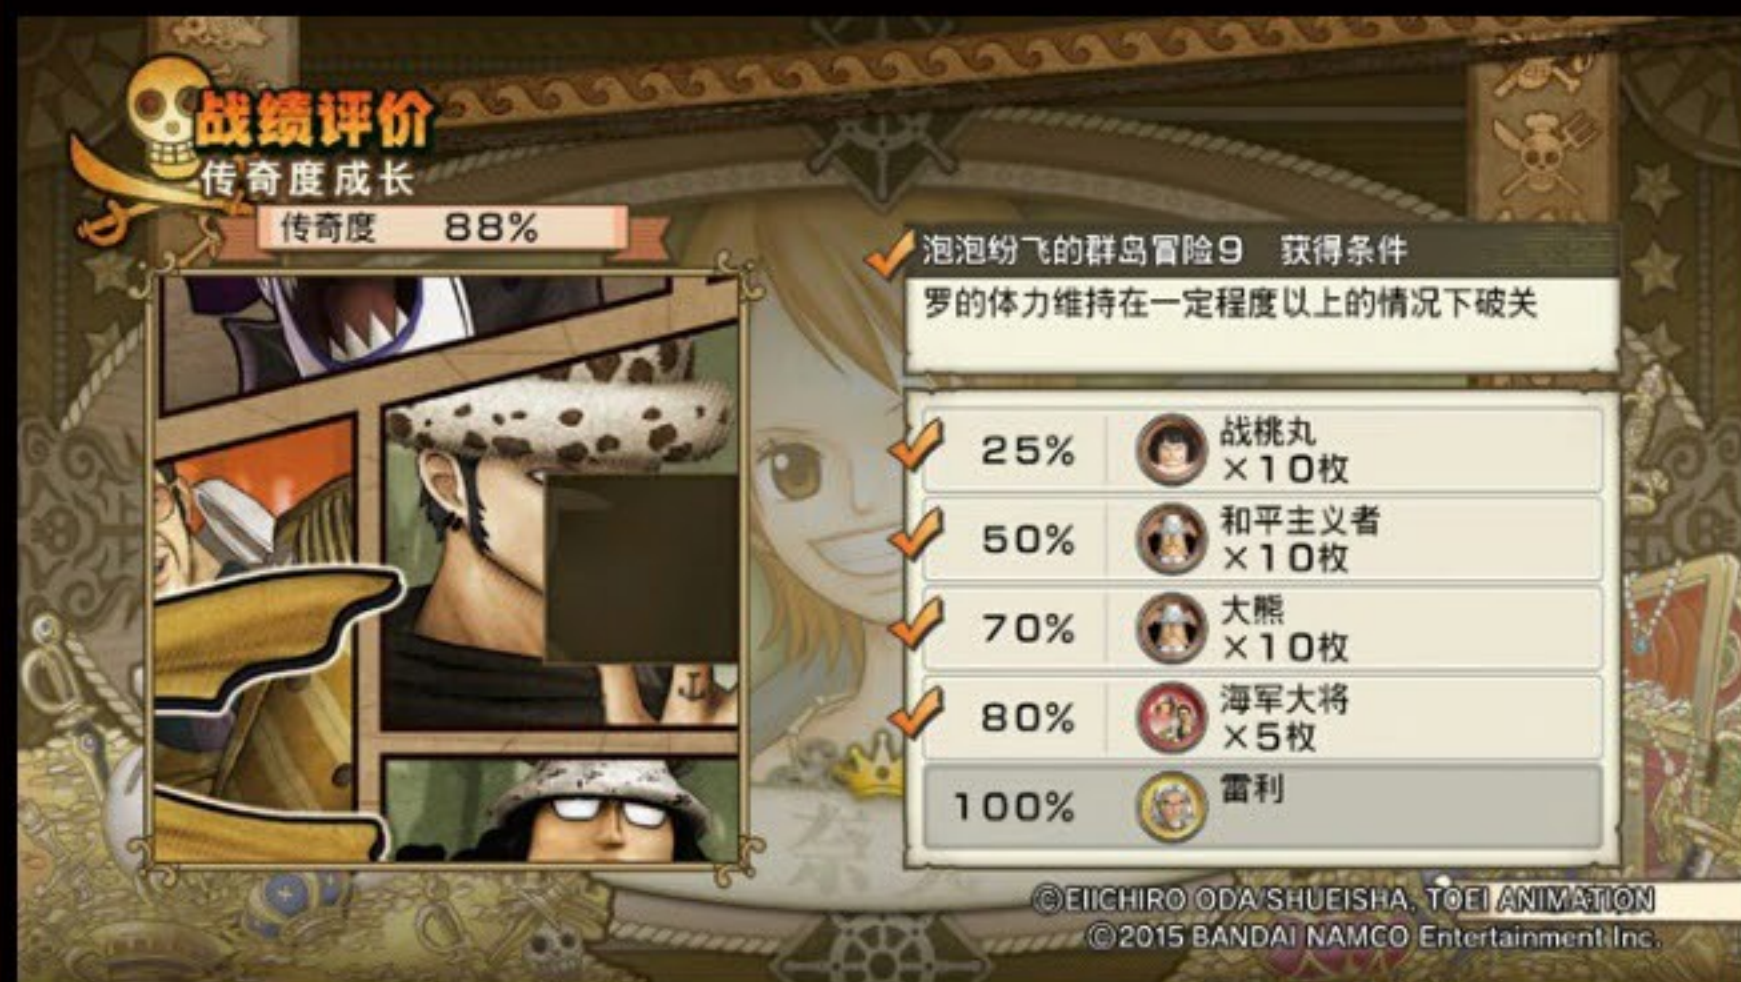 战绩评价
传奇度成长
传奇度 88%
泡泡纷飞的群岛冒险9 获得条件
罗的体力维持在一定程度以上的情况下破关
25% 战桃丸
×10枚
50% 和平主义者
×10枚
70% 大熊
×10枚
80% 海军大将
×5枚
100% 雷利
©EIICHIRO ODA/SHUEISHA, TOEI ANIMATION
©2015 BANDAI NAMCO Entertainment Inc.